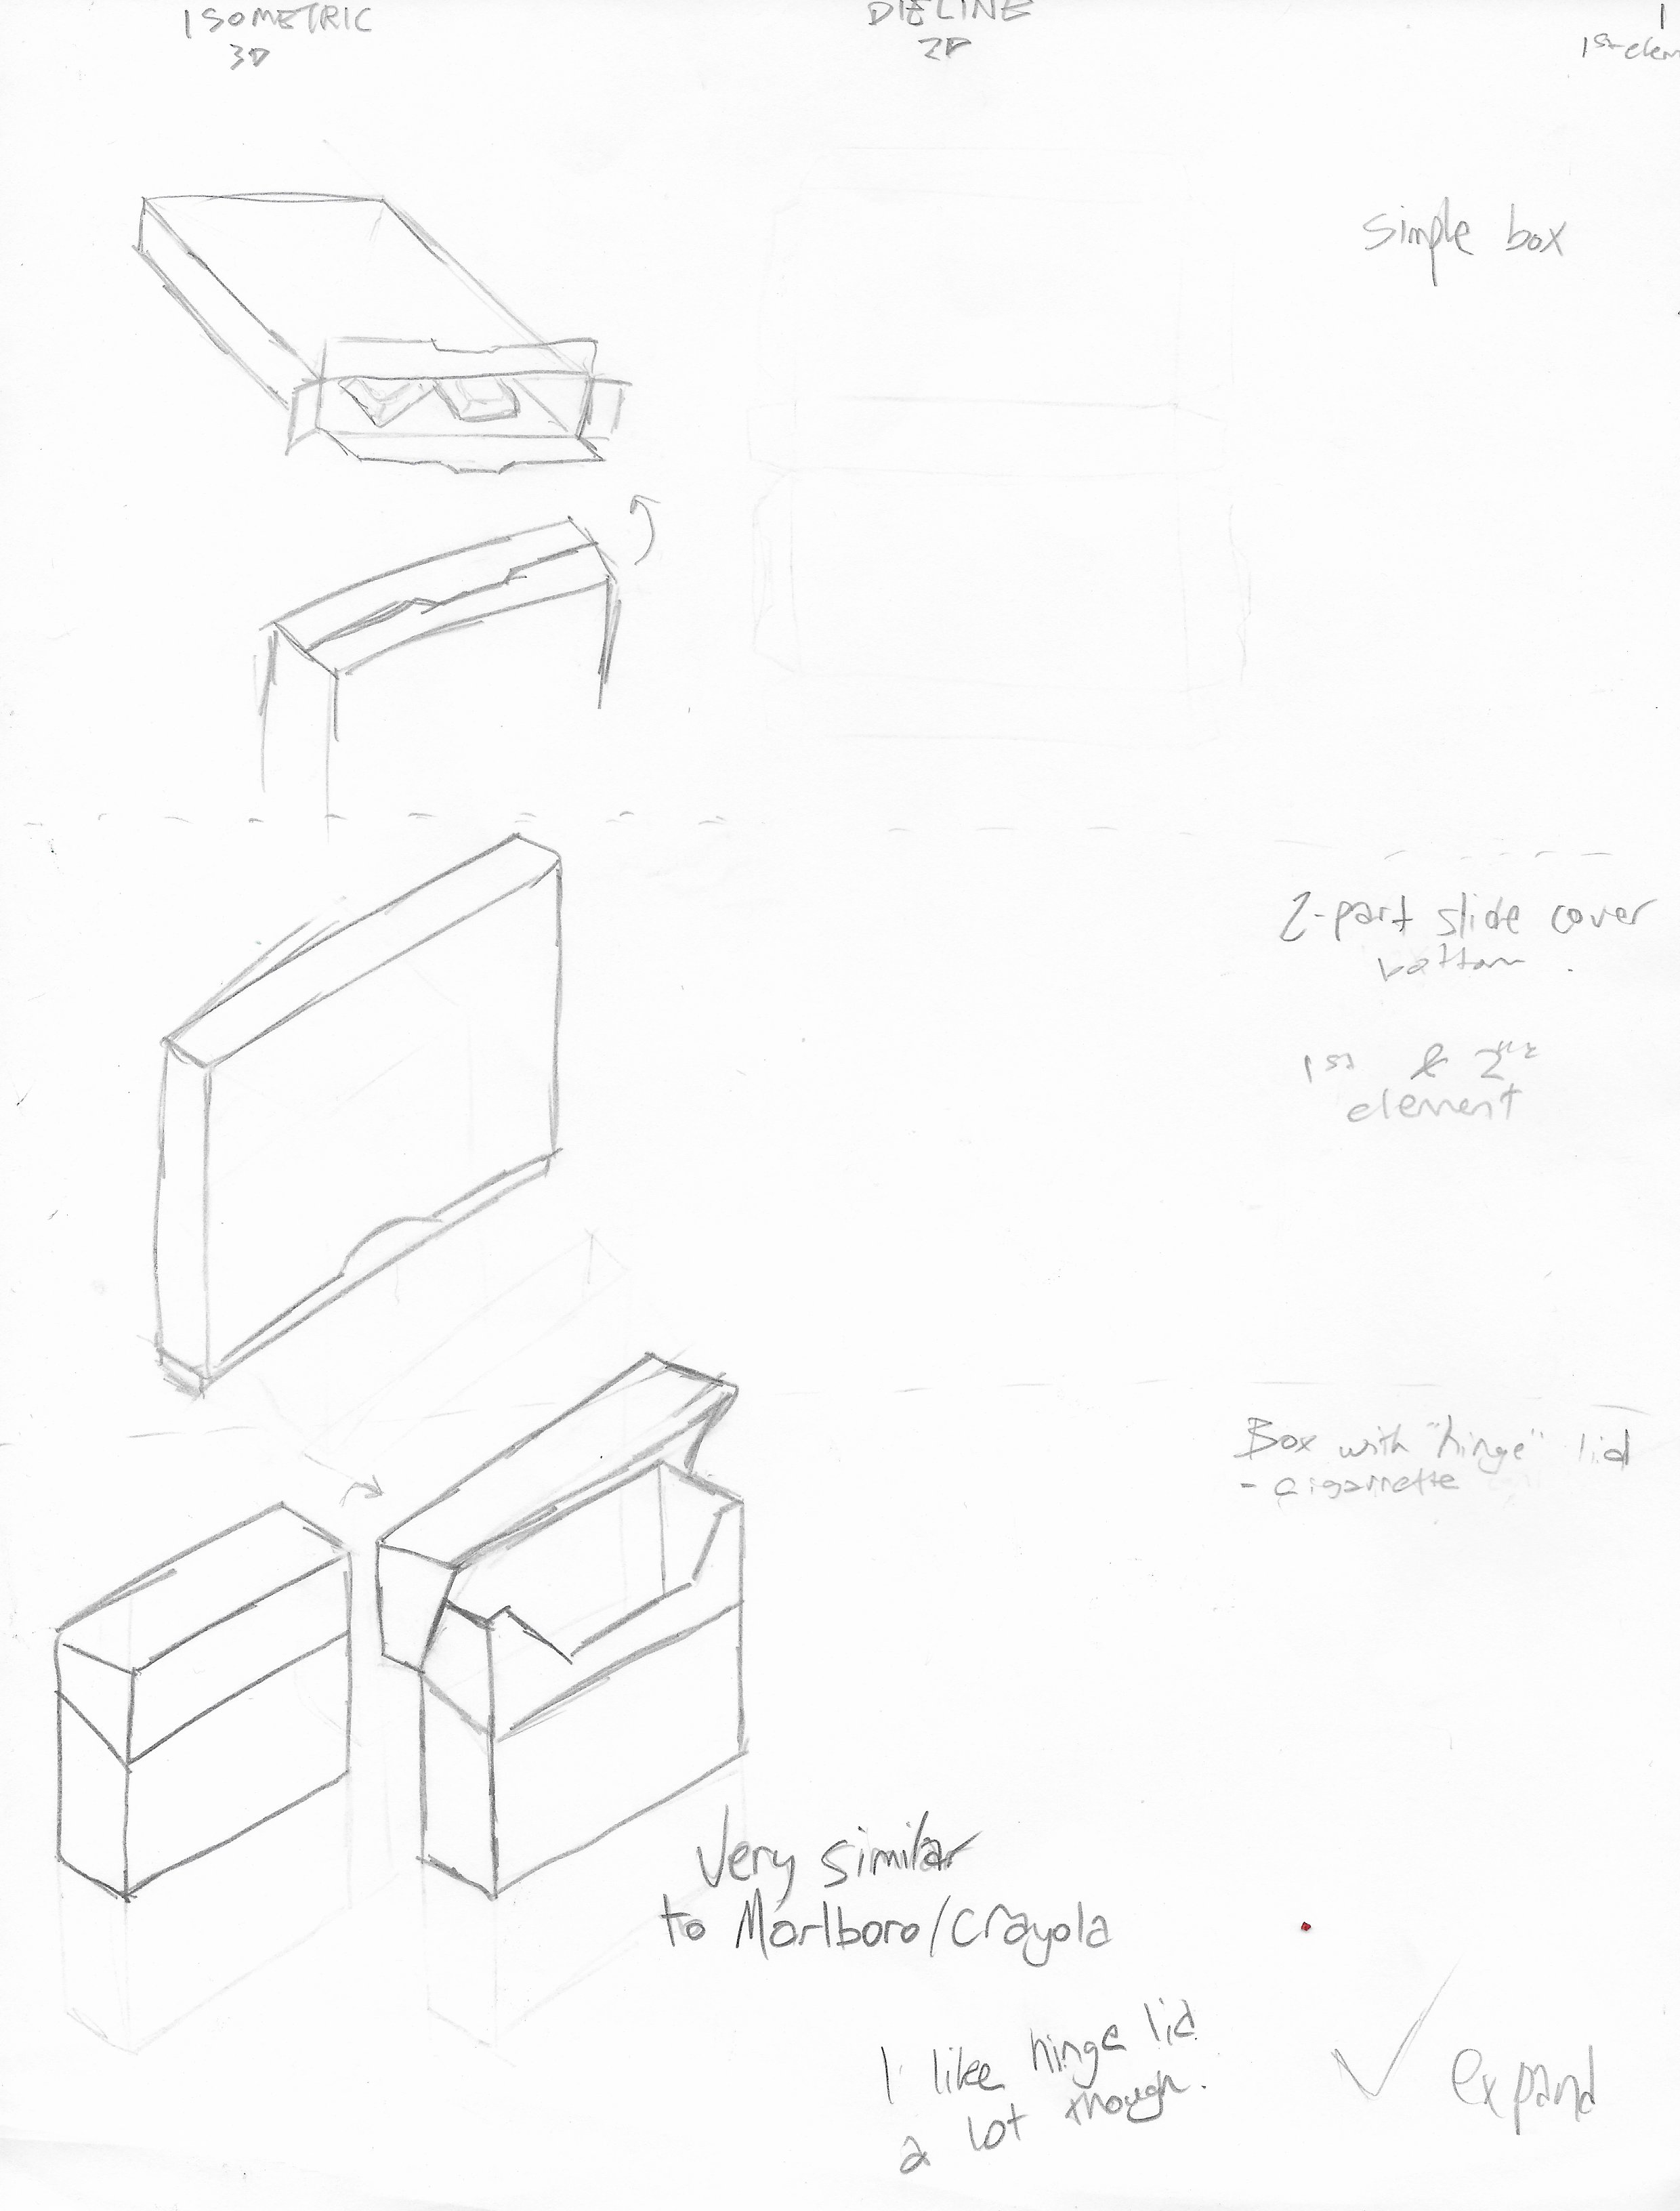 ISOMETRIC
3D
DIELINE
2D
1
1st elem
Simple box
2-part slide cover
bottom
1st & 2nd
element
Box with "hinge" lid
- cigarrette
Very similar
to Marlboro/Crayola
I like hinge lid
a lot though.
expand